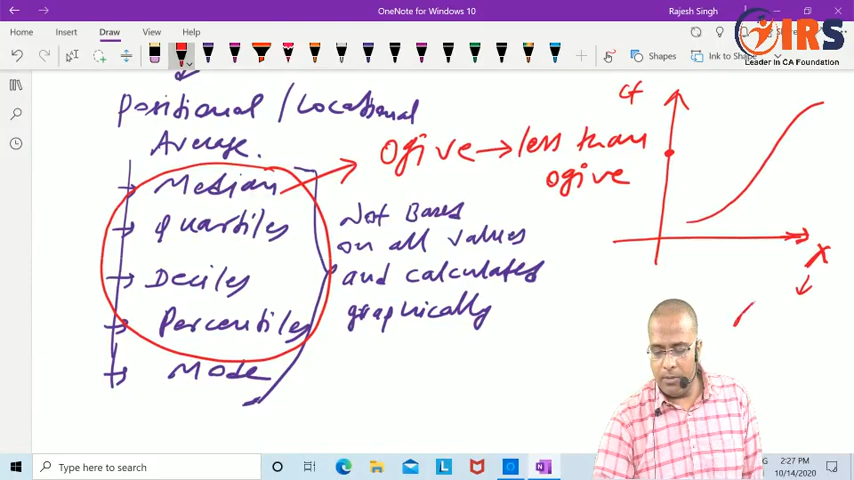 OneNote for Windows 10
Rajesh Singh
IRS
Leader in CA Foundation
Home
Insert
Draw
View
Help
Shapes
Ink to Shape
Positional / Locational
Average.
Median
Quartiles
Deciles
Percentiles
Mode
Not Based
on all values
and calculated
graphically
Ogive → less than
ogive
cf
X
Type here to search
G
2:27 PM
10/14/2020